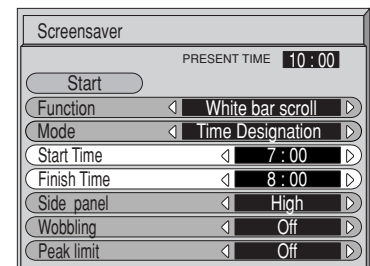 Screensaver
PRESENT TIME 10 : 00
Start
Function White bar scroll
Mode Time Designation
Start Time 7 : 00
Finish Time 8 : 00
Side panel High
Wobbling Off
Peak limit Off